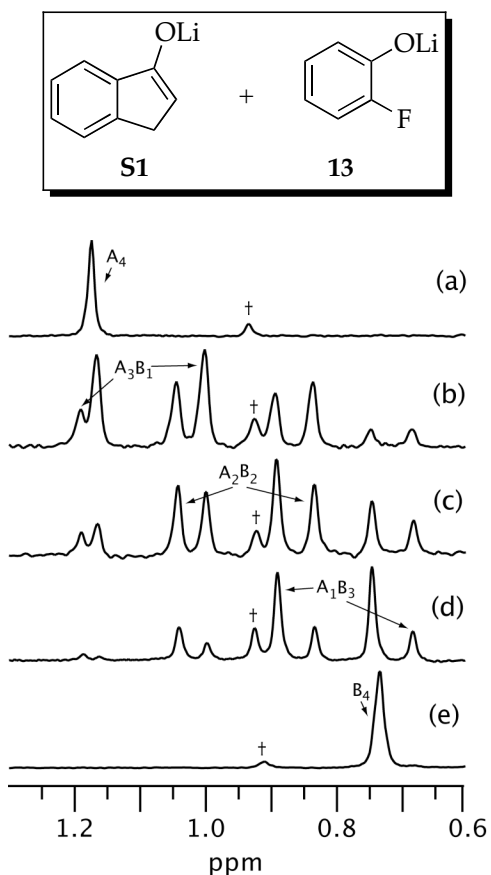 OLi
OLi
+
F
S1
13
A₄
†
(a)
A₃B₁
†
(b)
A₂B₂
†
(c)
A₁B₃
†
(d)
B₄
†
(e)
1.2 1.0 0.8 0.6
ppm